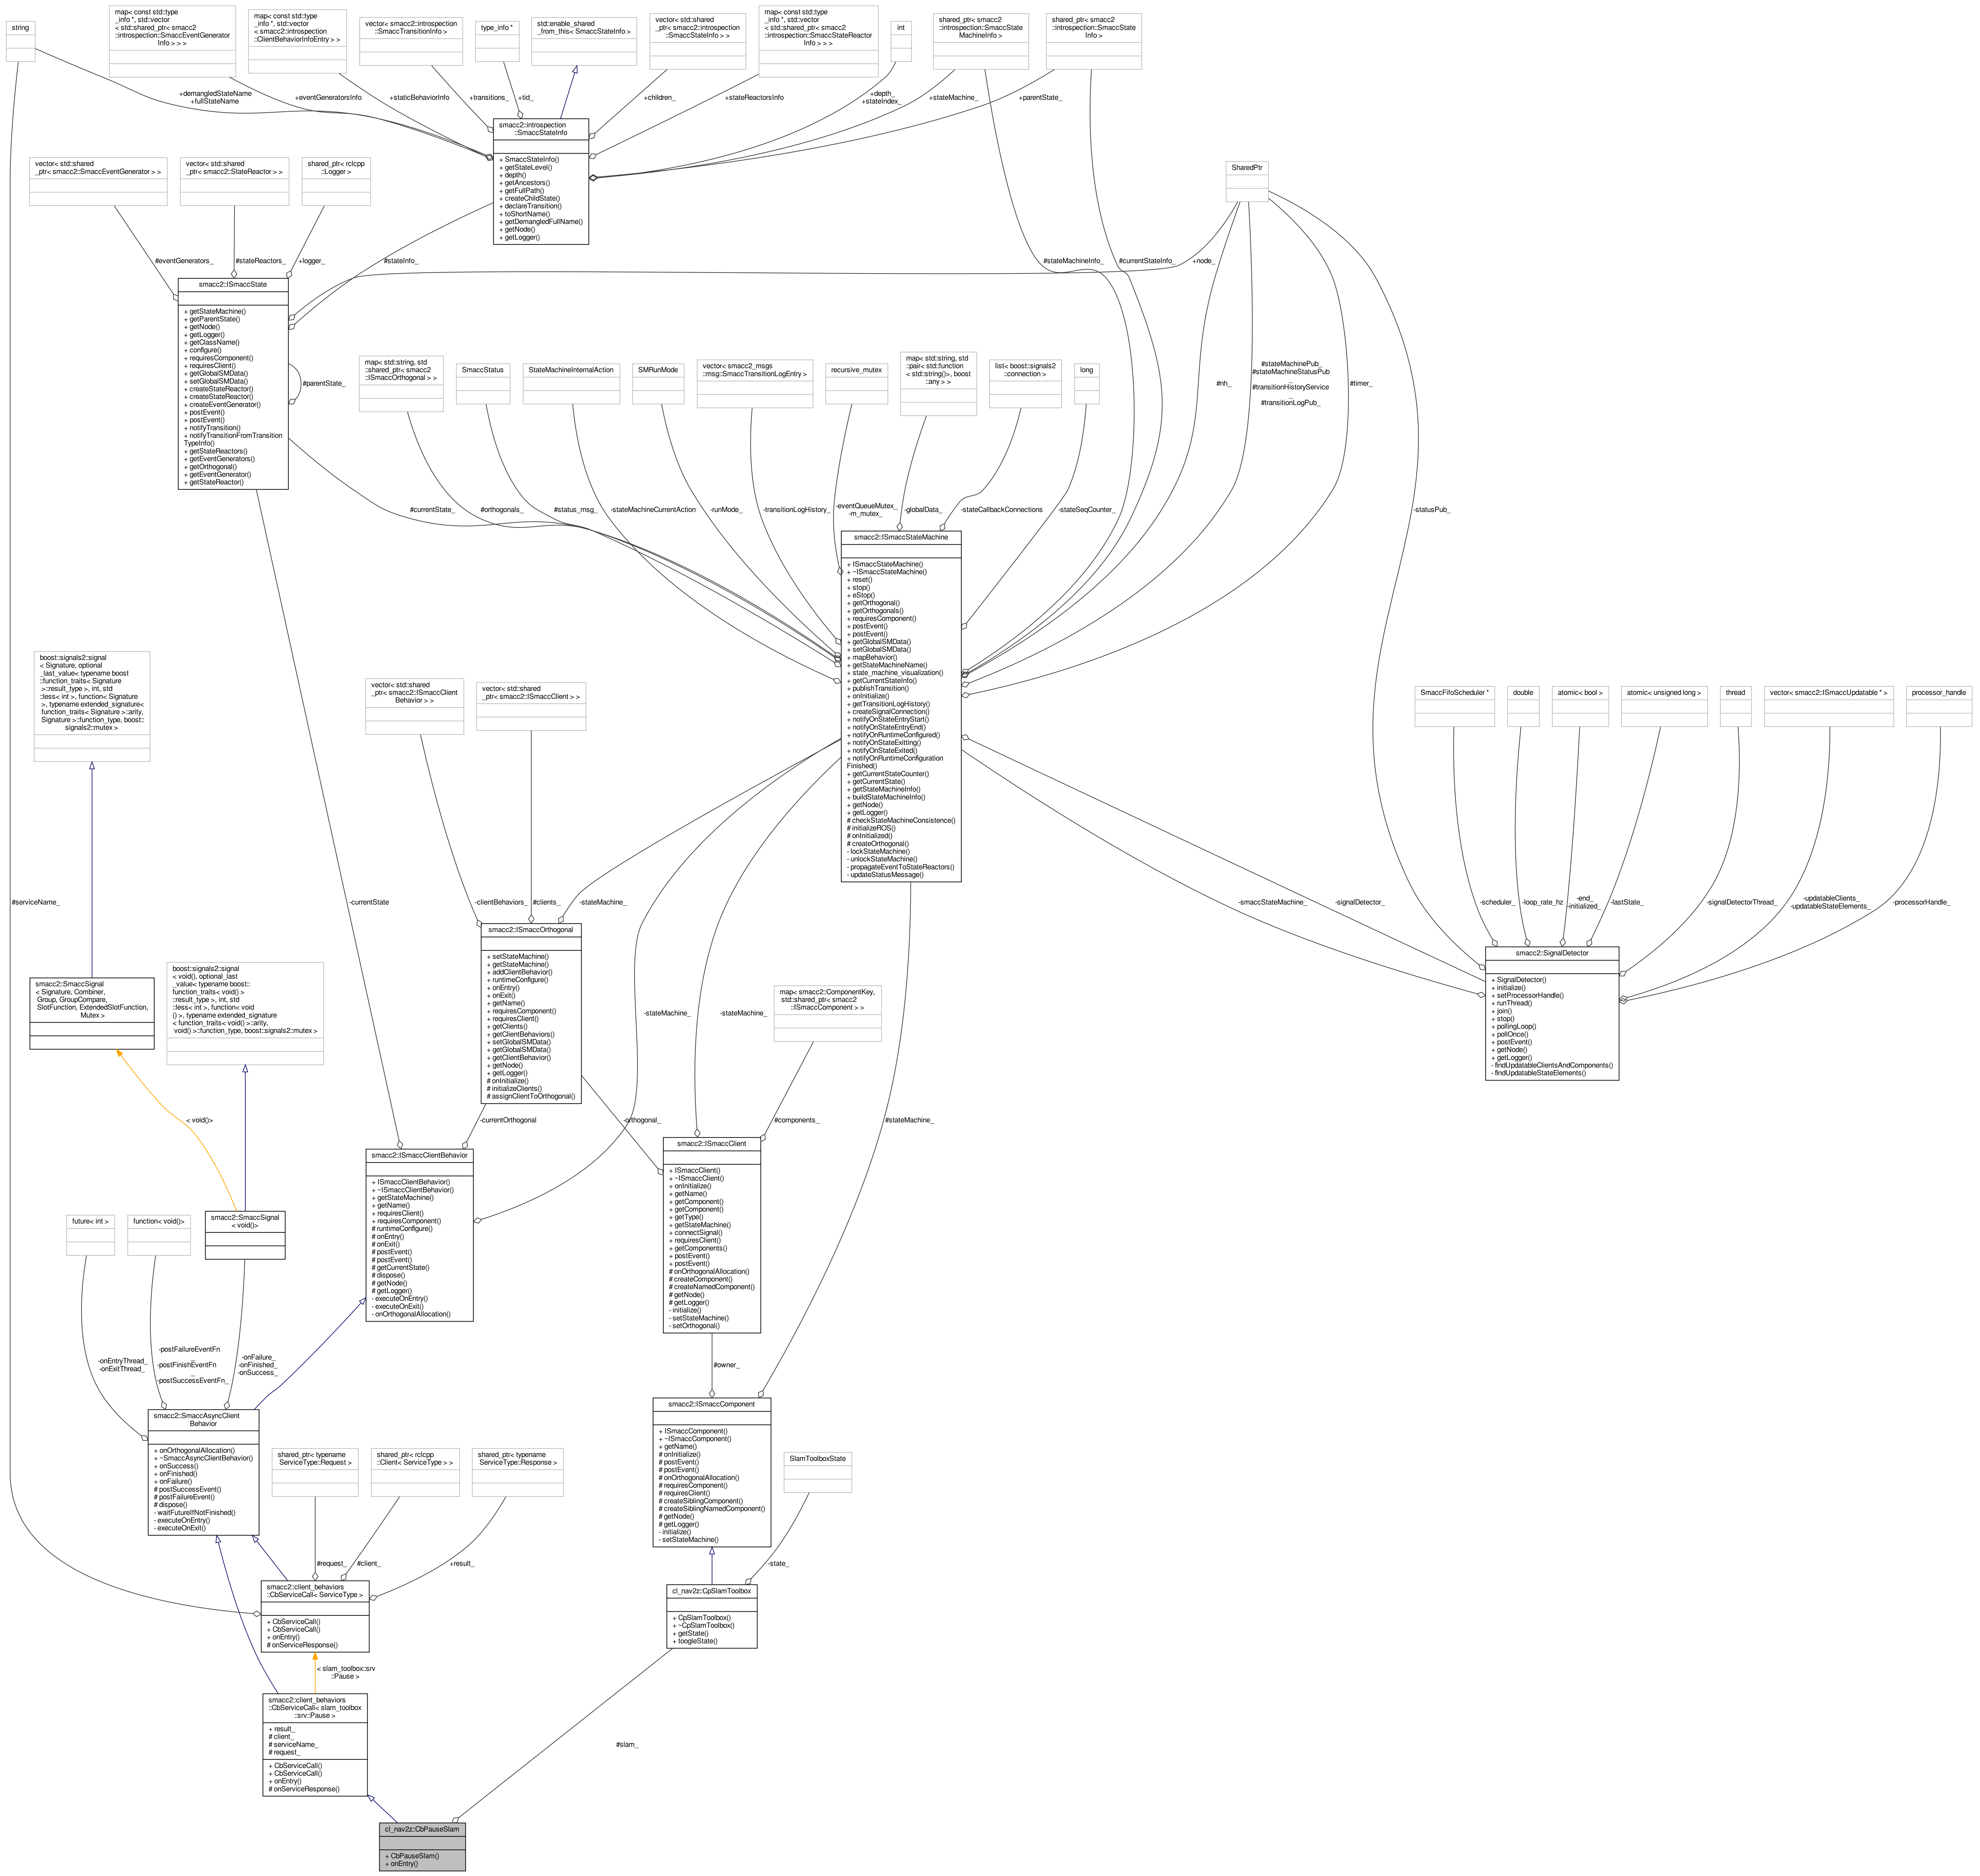 string
map< const std::type
_info *, std::vector
< std::shared_ptr< smacc2
::introspection::SmaccEventGenerator
Info > > >
map< const std::type
_info *, std::vector
< smacc2::introspection
::ClientBehaviorInfoEntry > >
vector< smacc2::introspection
::SmaccTransitionInfo >
type_info *
std::enable_shared
_from_this< SmaccStateInfo >
vector< std::shared
_ptr< smacc2::introspection
::SmaccStateInfo > >
map< const std::type
_info *, std::vector
< std::shared_ptr< smacc2
::introspection::SmaccStateReactor
Info > > >
int
shared_ptr< smacc2
::introspection::SmaccState
MachineInfo >
shared_ptr< smacc2
::introspection::SmaccState
Info >
+demangledStateName
+fullStateName
+eventGeneratorsInfo
+staticBehaviorInfo
+transitions_
+tid_
+children_
+stateReactorsInfo
+depth_
+stateIndex_
+stateMachine_
+parentState_
smacc2::introspection
::SmaccStateInfo
+ SmaccStateInfo()
+ getStateLevel()
+ depth()
+ getAncestors()
+ getFullPath()
+ createChildState()
+ declareTransition()
+ toShortName()
+ getDemangledFullName()
+ getNode()
+ getLogger()
vector< std::shared
_ptr< smacc2::SmaccEventGenerator > >
vector< std::shared
_ptr< smacc2::StateReactor > >
shared_ptr< rclcpp
::Logger >
SharedPtr
#eventGenerators_
#stateReactors_
+logger_
#stateInfo_
#stateMachineInfo_
#currentStateInfo_
+node_
smacc2::ISmaccState
+ getStateMachine()
+ getParentState()
+ getNode()
+ getLogger()
+ getClassName()
+ configure()
+ requiresComponent()
+ requiresClient()
+ getGlobalSMData()
+ setGlobalSMData()
+ createStateReactor()
+ createStateReactor()
+ createEventGenerator()
+ postEvent()
+ postEvent()
+ notifyTransition()
+ notifyTransitionFromTransition
TypeInfo()
+ getStateReactors()
+ getEventGenerators()
+ getOrthogonal()
+ getEventGenerator()
+ getStateReactor()
#parentState_
map< std::string, std
::shared_ptr< smacc2
::ISmaccOrthogonal > >
SmaccStatus
StateMachineInternalAction
SMRunMode
vector< smacc2_msgs
::msg::SmaccTransitionLogEntry >
recursive_mutex
map< std::string, std
::pair< std::function
< std::string()>, boost
::any > >
list< boost::signals2
::connection >
long
#nh_
#stateMachinePub_
#stateMachineStatusPub
_
#transitionHistoryService
_
#transitionLogPub_
#timer_
#currentState_
#orthogonals_
#status_msg_
-stateMachineCurrentAction
-runMode_
-transitionLogHistory_
-eventQueueMutex_
-m_mutex_
-globalData_
-stateCallbackConnections
-stateSeqCounter_
-statusPub_
smacc2::ISmaccStateMachine
+ ISmaccStateMachine()
+ ~ISmaccStateMachine()
+ reset()
+ stop()
+ eStop()
+ getOrthogonal()
+ getOrthogonals()
+ requiresComponent()
+ postEvent()
+ postEvent()
+ getGlobalSMData()
+ setGlobalSMData()
+ mapBehavior()
+ getStateMachineName()
+ state_machine_visualization()
+ getCurrentStateInfo()
+ publishTransition()
+ onInitialize()
+ getTransitionLogHistory()
+ createSignalConnection()
+ notifyOnStateEntryStart()
+ notifyOnStateEntryEnd()
+ notifyOnRuntimeConfigured()
+ notifyOnStateExitting()
+ notifyOnStateExited()
+ notifyOnRuntimeConfiguration
Finished()
+ getCurrentStateCounter()
+ getCurrentState()
+ getStateMachineInfo()
+ buildStateMachineInfo()
+ getNode()
+ getLogger()
# checkStateMachineConsistence()
# initializeROS()
# onInitialized()
# createOrthogonal()
- lockStateMachine()
- unlockStateMachine()
- propagateEventToStateReactors()
- updateStatusMessage()
boost::signals2::signal
< Signature, optional
_last_value< typename boost
::function_traits< Signature
>::result_type >, int, std
::less< int >, function< Signature
>, typename extended_signature<
function_traits< Signature >::arity,
Signature >::function_type, boost::
signals2::mutex >
vector< std::shared
_ptr< smacc2::ISmaccClient
Behavior > >
vector< std::shared
_ptr< smacc2::ISmaccClient > >
SmaccFifoScheduler *
double
atomic< bool >
atomic< unsigned long >
thread
vector< smacc2::ISmaccUpdatable * >
processor_handle
#serviceName_
-currentState
-clientBehaviors_
#clients_
-stateMachine_
-smaccStateMachine_
-signalDetector_
-scheduler_
-loop_rate_hz
-end_
-initialized_
-lastState_
-signalDetectorThread_
-updatableClients_
-updatableStateElements_
-processorHandle_
smacc2::ISmaccOrthogonal
+ setStateMachine()
+ getStateMachine()
+ addClientBehavior()
+ runtimeConfigure()
+ onEntry()
+ onExit()
+ getName()
+ requiresComponent()
+ requiresClient()
+ getClients()
+ getClientBehaviors()
+ setGlobalSMData()
+ getGlobalSMData()
+ getClientBehavior()
+ getNode()
+ getLogger()
# onInitialize()
# initializeClients()
# assignClientToOrthogonal()
smacc2::SignalDetector
+ SignalDetector()
+ initialize()
+ setProcessorHandle()
+ runThread()
+ join()
+ stop()
+ pollingLoop()
+ pollOnce()
+ postEvent()
+ getNode()
+ getLogger()
- findUpdatableClientsAndComponents()
- findUpdatableStateElements()
smacc2::SmaccSignal
< Signature, Combiner,
Group, GroupCompare,
SlotFunction, ExtendedSlotFunction,
Mutex >
boost::signals2::signal
< void(), optional_last
_value< typename boost::
function_traits< void()
>::result_type >, int, std
::less< int >, function< void
() >, typename extended_signature
< function_traits< void() >::arity,
void() >::function_type, boost::signals2::mutex >
map< smacc2::ComponentKey,
std::shared_ptr< smacc2
::ISmaccComponent > >
-stateMachine_
-stateMachine_
< void()>
-currentOrthogonal
-orthogonal_
#components_
#stateMachine_
smacc2::ISmaccClientBehavior
+ ISmaccClientBehavior()
+ ~ISmaccClientBehavior()
+ getStateMachine()
+ getName()
+ requiresClient()
+ requiresComponent()
# runtimeConfigure()
# onEntry()
# onExit()
# postEvent()
# postEvent()
# getCurrentState()
# dispose()
# getNode()
# getLogger()
- executeOnEntry()
- executeOnExit()
- onOrthogonalAllocation()
smacc2::ISmaccClient
+ ISmaccClient()
+ ~ISmaccClient()
+ onInitialize()
+ getName()
+ getComponent()
+ getComponent()
+ getType()
+ getStateMachine()
+ connectSignal()
+ requiresClient()
+ getComponents()
+ postEvent()
+ postEvent()
# onOrthogonalAllocation()
# createComponent()
# createNamedComponent()
# getNode()
# getLogger()
- initialize()
- setStateMachine()
- setOrthogonal()
future< int >
function< void()>
smacc2::SmaccSignal
< void()>
-onEntryThread_
-onExitThread_
-postFailureEventFn
_
-postFinishEventFn
_
-postSuccessEventFn_
-onFailure_
-onFinished_
-onSuccess_
#owner_
smacc2::SmaccAsyncClient
Behavior
+ onOrthogonalAllocation()
+ ~SmaccAsyncClientBehavior()
+ onSuccess()
+ onFinished()
+ onFailure()
# postSuccessEvent()
# postFailureEvent()
# dispose()
- waitFutureIfNotFinished()
- executeOnEntry()
- executeOnExit()
shared_ptr< typename
ServiceType::Request >
shared_ptr< rclcpp
::Client< ServiceType > >
shared_ptr< typename
ServiceType::Response >
smacc2::ISmaccComponent
+ ISmaccComponent()
+ ~ISmaccComponent()
+ getName()
# onInitialize()
# postEvent()
# postEvent()
# onOrthogonalAllocation()
# requiresComponent()
# requiresClient()
# createSiblingComponent()
# createSiblingNamedComponent()
# getNode()
# getLogger()
- initialize()
- setStateMachine()
SlamToolboxState
#request_
#client_
+result_
-state_
smacc2::client_behaviors
::CbServiceCall< ServiceType >
+ CbServiceCall()
+ CbServiceCall()
+ onEntry()
# onServiceResponse()
cl_nav2z::CpSlamToolbox
+ CpSlamToolbox()
+ ~CpSlamToolbox()
+ getState()
+ toogleState()
< slam_toolbox::srv
::Pause >
smacc2::client_behaviors
::CbServiceCall< slam_toolbox
::srv::Pause >
+ result_
# client_
# serviceName_
# request_
+ CbServiceCall()
+ CbServiceCall()
+ onEntry()
# onServiceResponse()
#slam_
cl_nav2z::CbPauseSlam
+ CbPauseSlam()
+ onEntry()